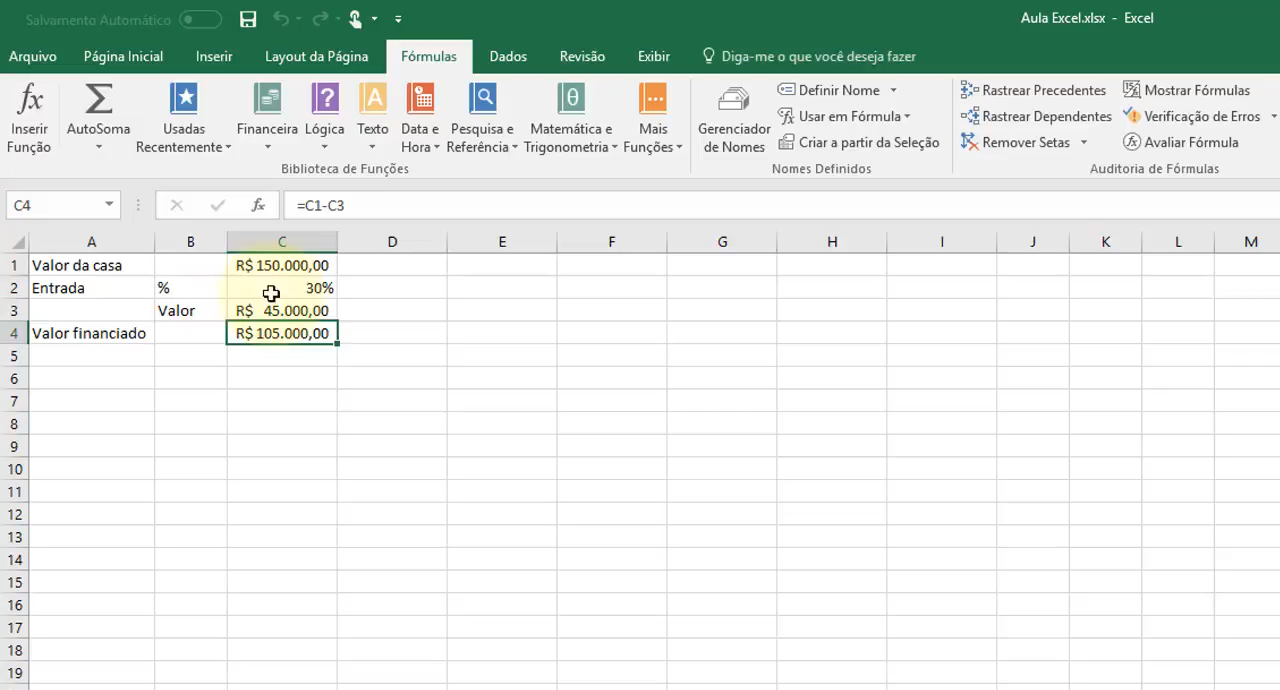 Salvamento Automático
Aula Excel.xlsx - Excel
Arquivo Página Inicial Inserir Layout da Página Fórmulas Dados Revisão Exibir Diga-me o que você deseja fazer
fx Inserir Função
Σ AutoSoma
Usadas Recentemente
Financeira
? Lógica
A Texto
Data e Hora
Pesquisa e Referência
θ Matemática e Trigonometria
Mais Funções
Biblioteca de Funções
Gerenciador de Nomes
Definir Nome
Usar em Fórmula
Criar a partir da Seleção
Nomes Definidos
Rastrear Precedentes
Rastrear Dependentes
Remover Setas
Mostrar Fórmulas
Verificação de Erros
Avaliar Fórmula
Auditoria de Fórmulas
C4 fx =C1-C3
A B C D E F G H I J K L M
1 Valor da casa R$ 150.000,00
2 Entrada % 30%
3 Valor R$ 45.000,00
4 Valor financiado R$ 105.000,00
5
6
7
8
9
10
11
12
13
14
15
16
17
18
19